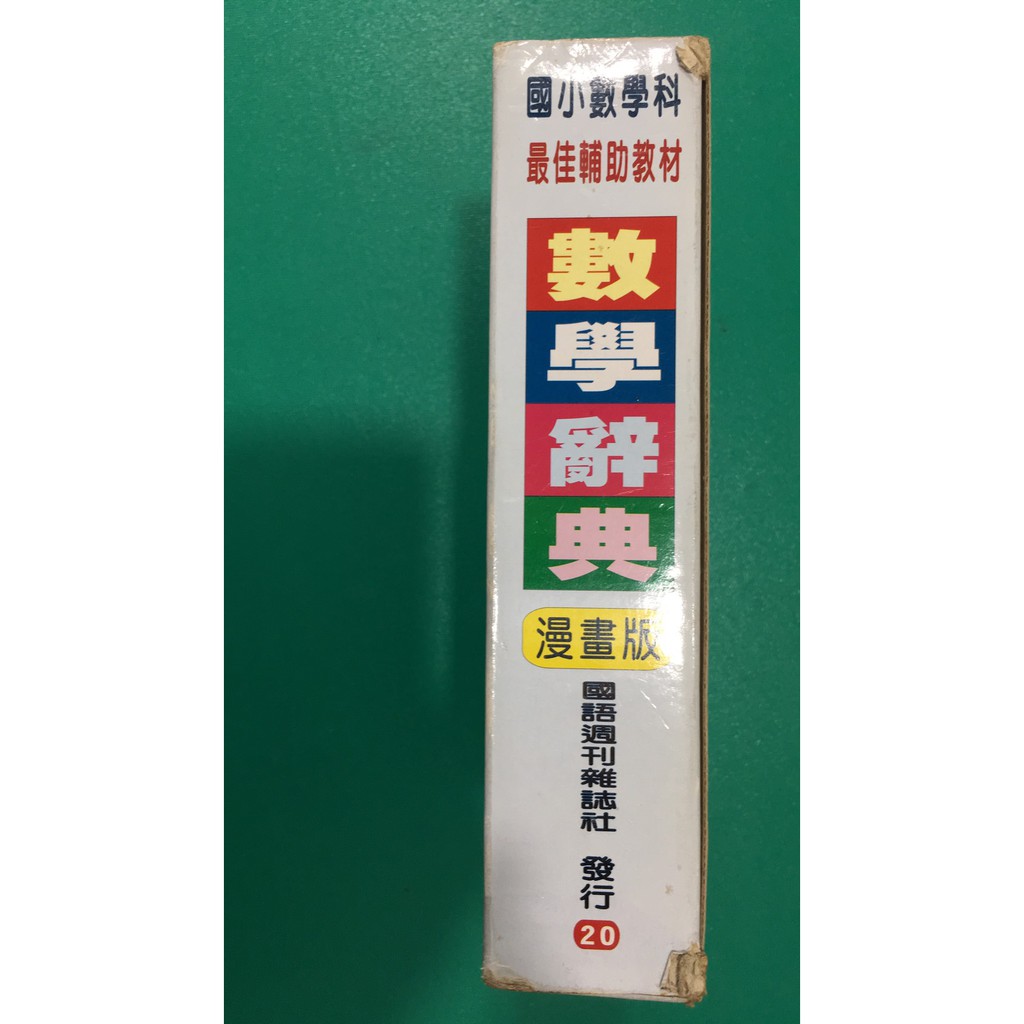 國小數學科
最佳輔助教材
數學辭典
漫畫版
國語週刊雜誌社 發行
20